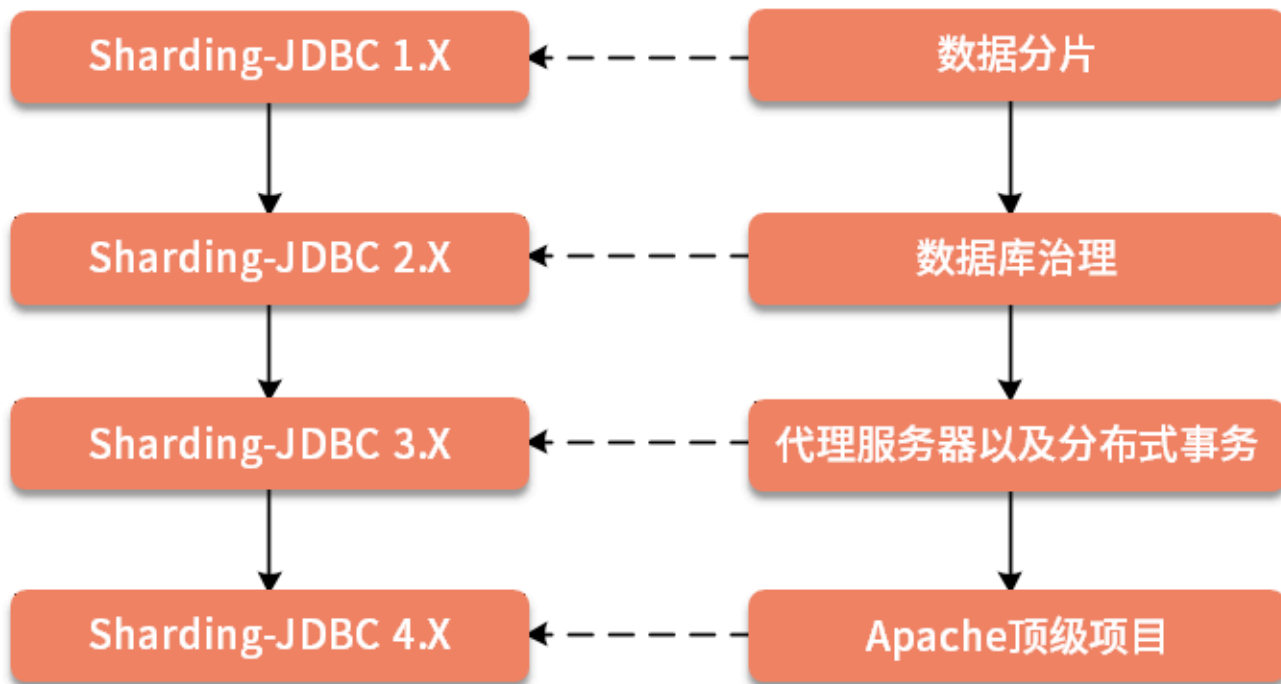 Sharding-JDBC 1.X
数据分片
Sharding-JDBC 2.X
数据库治理
Sharding-JDBC 3.X
代理服务器以及分布式事务
Sharding-JDBC 4.X
Apache顶级项目